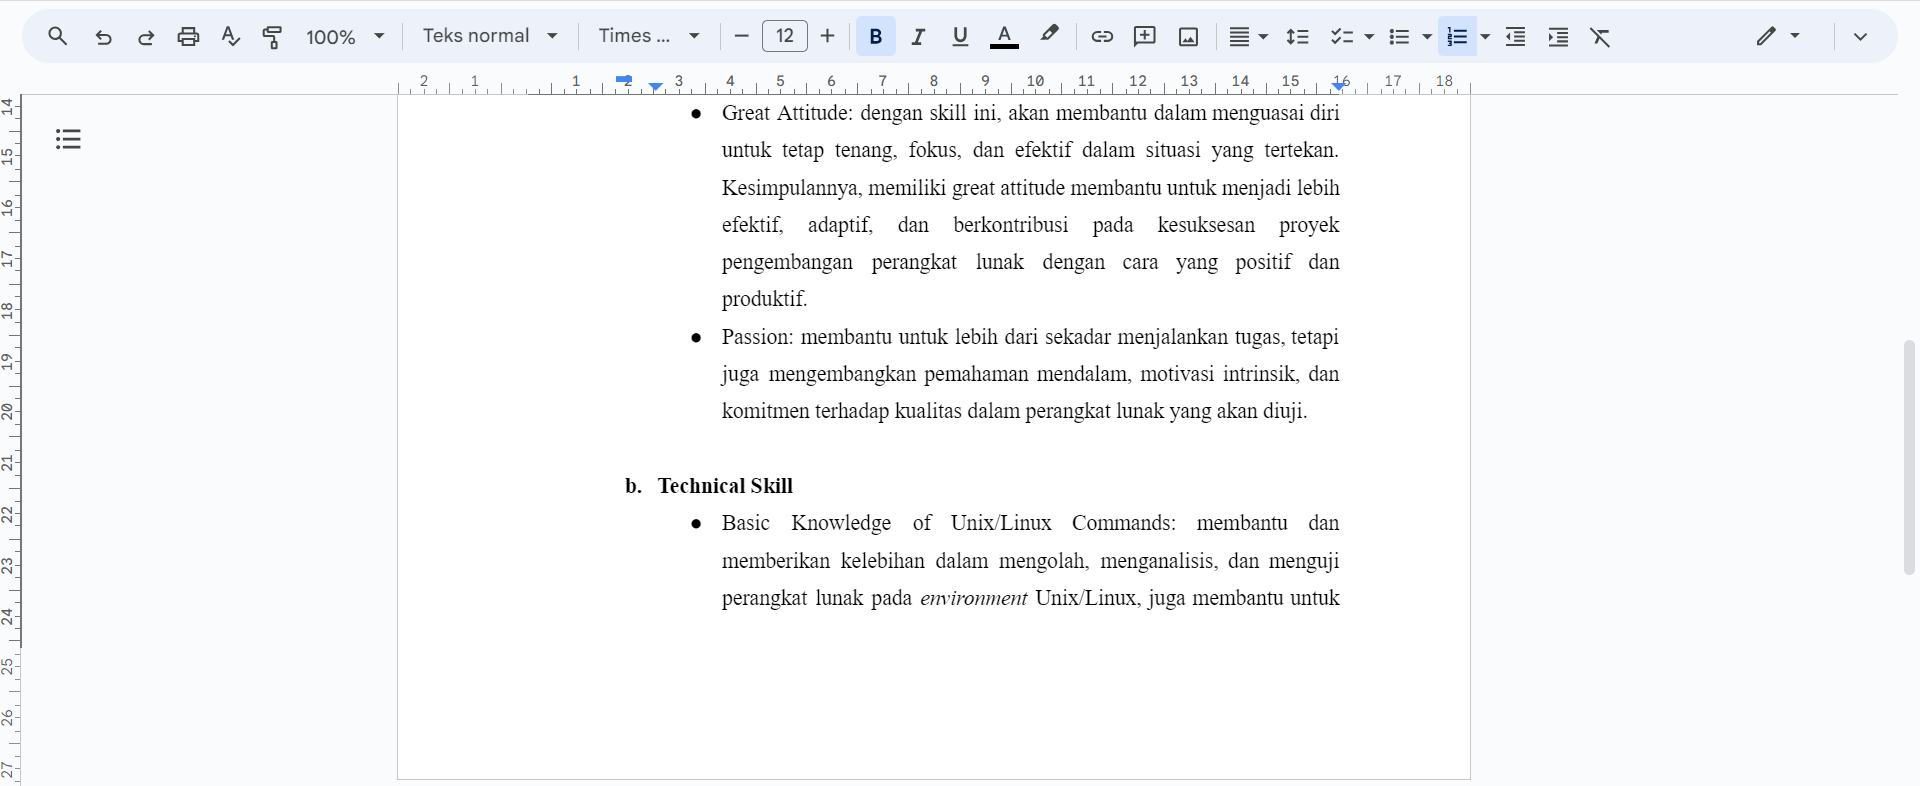 100% Teks normal Times ... 12 B I U A
2 1 1 2 3 4 5 6 7 8 9 10 11 12 13 14 15 16 17 18
● Great Attitude: dengan skill ini, akan membantu dalam menguasai diri
untuk tetap tenang, fokus, dan efektif dalam situasi yang tertekan.
Kesimpulannya, memiliki great attitude membantu untuk menjadi lebih
efektif, adaptif, dan berkontribusi pada kesuksesan proyek
pengembangan perangkat lunak dengan cara yang positif dan
produktif.
● Passion: membantu untuk lebih dari sekadar menjalankan tugas, tetapi
juga mengembangkan pemahaman mendalam, motivasi intrinsik, dan
komitmen terhadap kualitas dalam perangkat lunak yang akan diuji.
b. Technical Skill
● Basic Knowledge of Unix/Linux Commands: membantu dan
memberikan kelebihan dalam mengolah, menganalisis, dan menguji
perangkat lunak pada environment Unix/Linux, juga membantu untuk
14
15
16
17
18
19
20
21
22
23
24
25
26
27